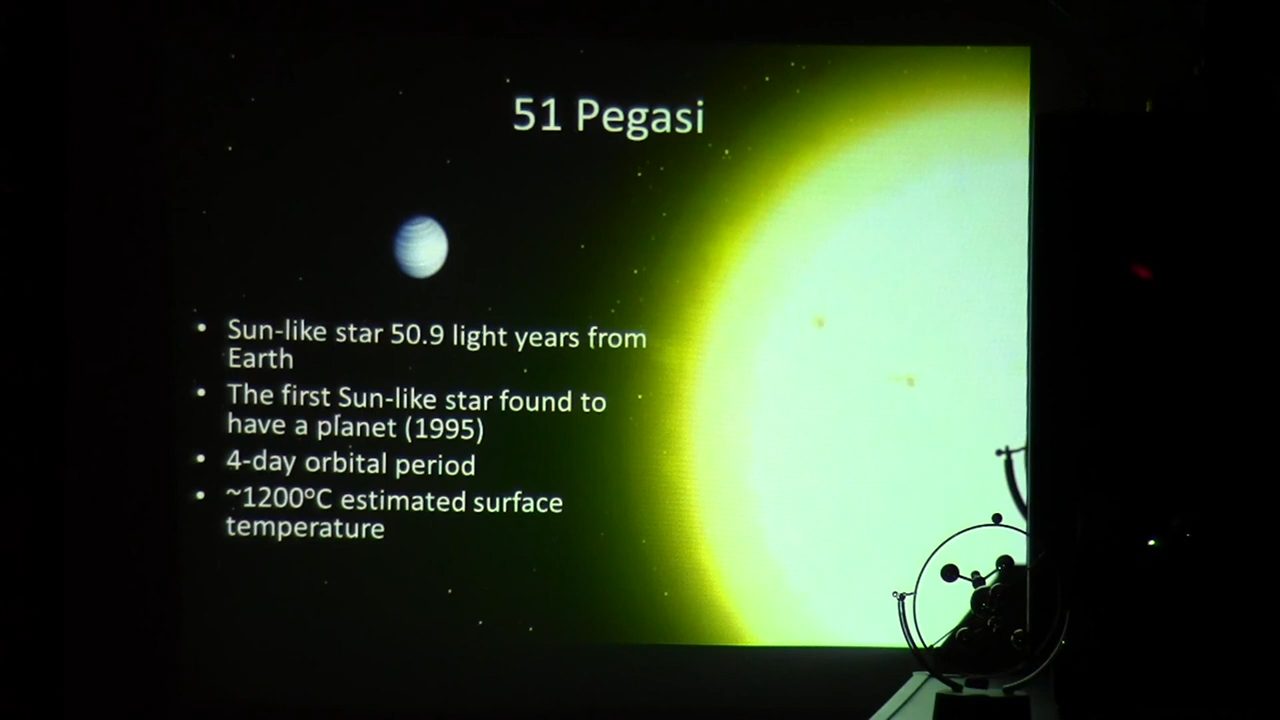 51 Pegasi
• Sun-like star 50.9 light years from
Earth
• The first Sun-like star found to
have a planet (1995)
• 4-day orbital period
• ~1200°C estimated surface
temperature